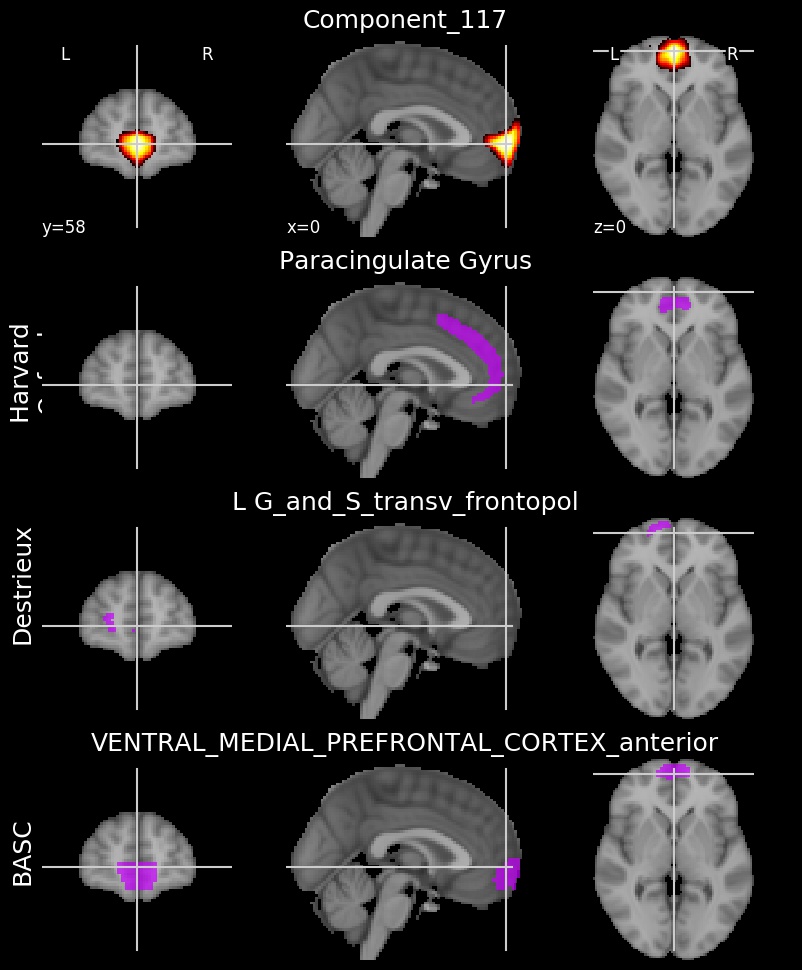 Component_117
L R
L R
y=58
x=0
z=0
Paracingulate Gyrus
Harvard
L G_and_S_transv_frontopol
Destrieux
VENTRAL_MEDIAL_PREFRONTAL_CORTEX_anterior
BASC